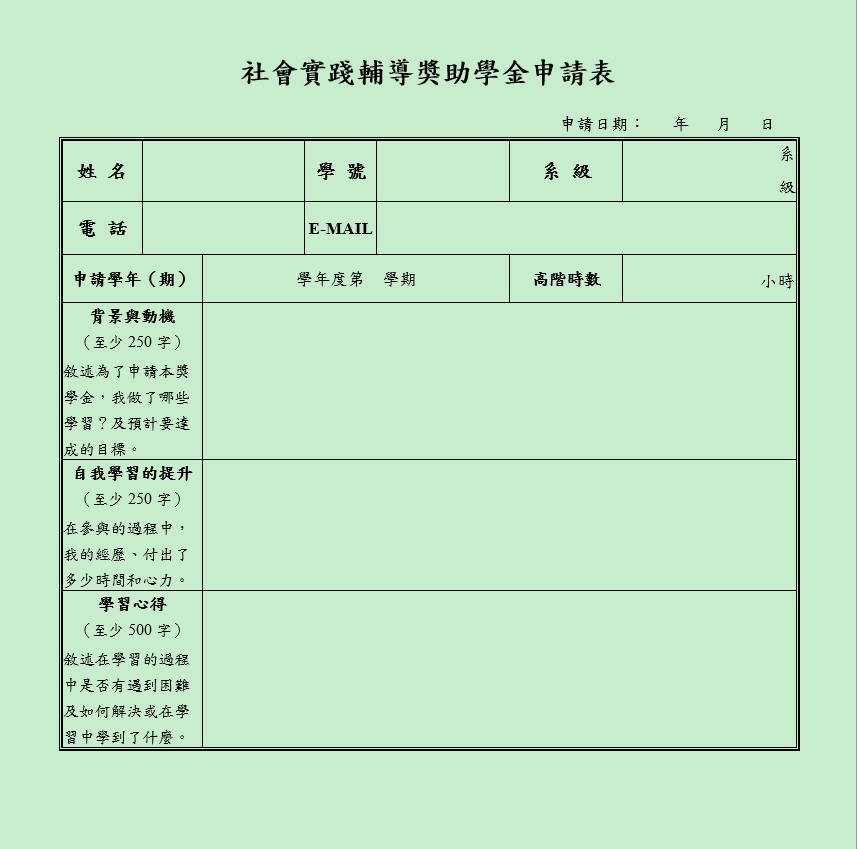 社會實踐輔導獎助學金申請表
申請日期： 年 月 日
姓 名 學 號 系 級 系
級
電 話 E-MAIL
申請學年（期） 學年度第 學期 高階時數 小時
背景與動機
（至少 250 字）
敘述為了申請本獎
學金，我做了哪些
學習？及預計要達
成的目標。
自我學習的提升
（至少 250 字）
在參與的過程中，
我的經歷、付出了
多少時間和心力。
學習心得
（至少 500 字）
敘述在學習的過程
中是否有遇到困難
及如何解決或在學
習中學到了什麼。